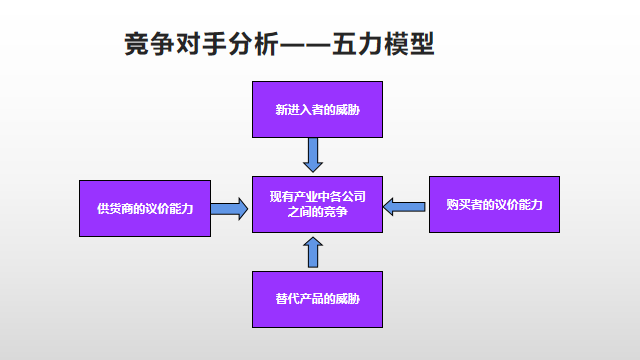 竞争对手分析——五力模型
新进入者的威胁
供货商的议价能力
现有产业中各公司
之间的竞争
购买者的议价能力
替代产品的威胁